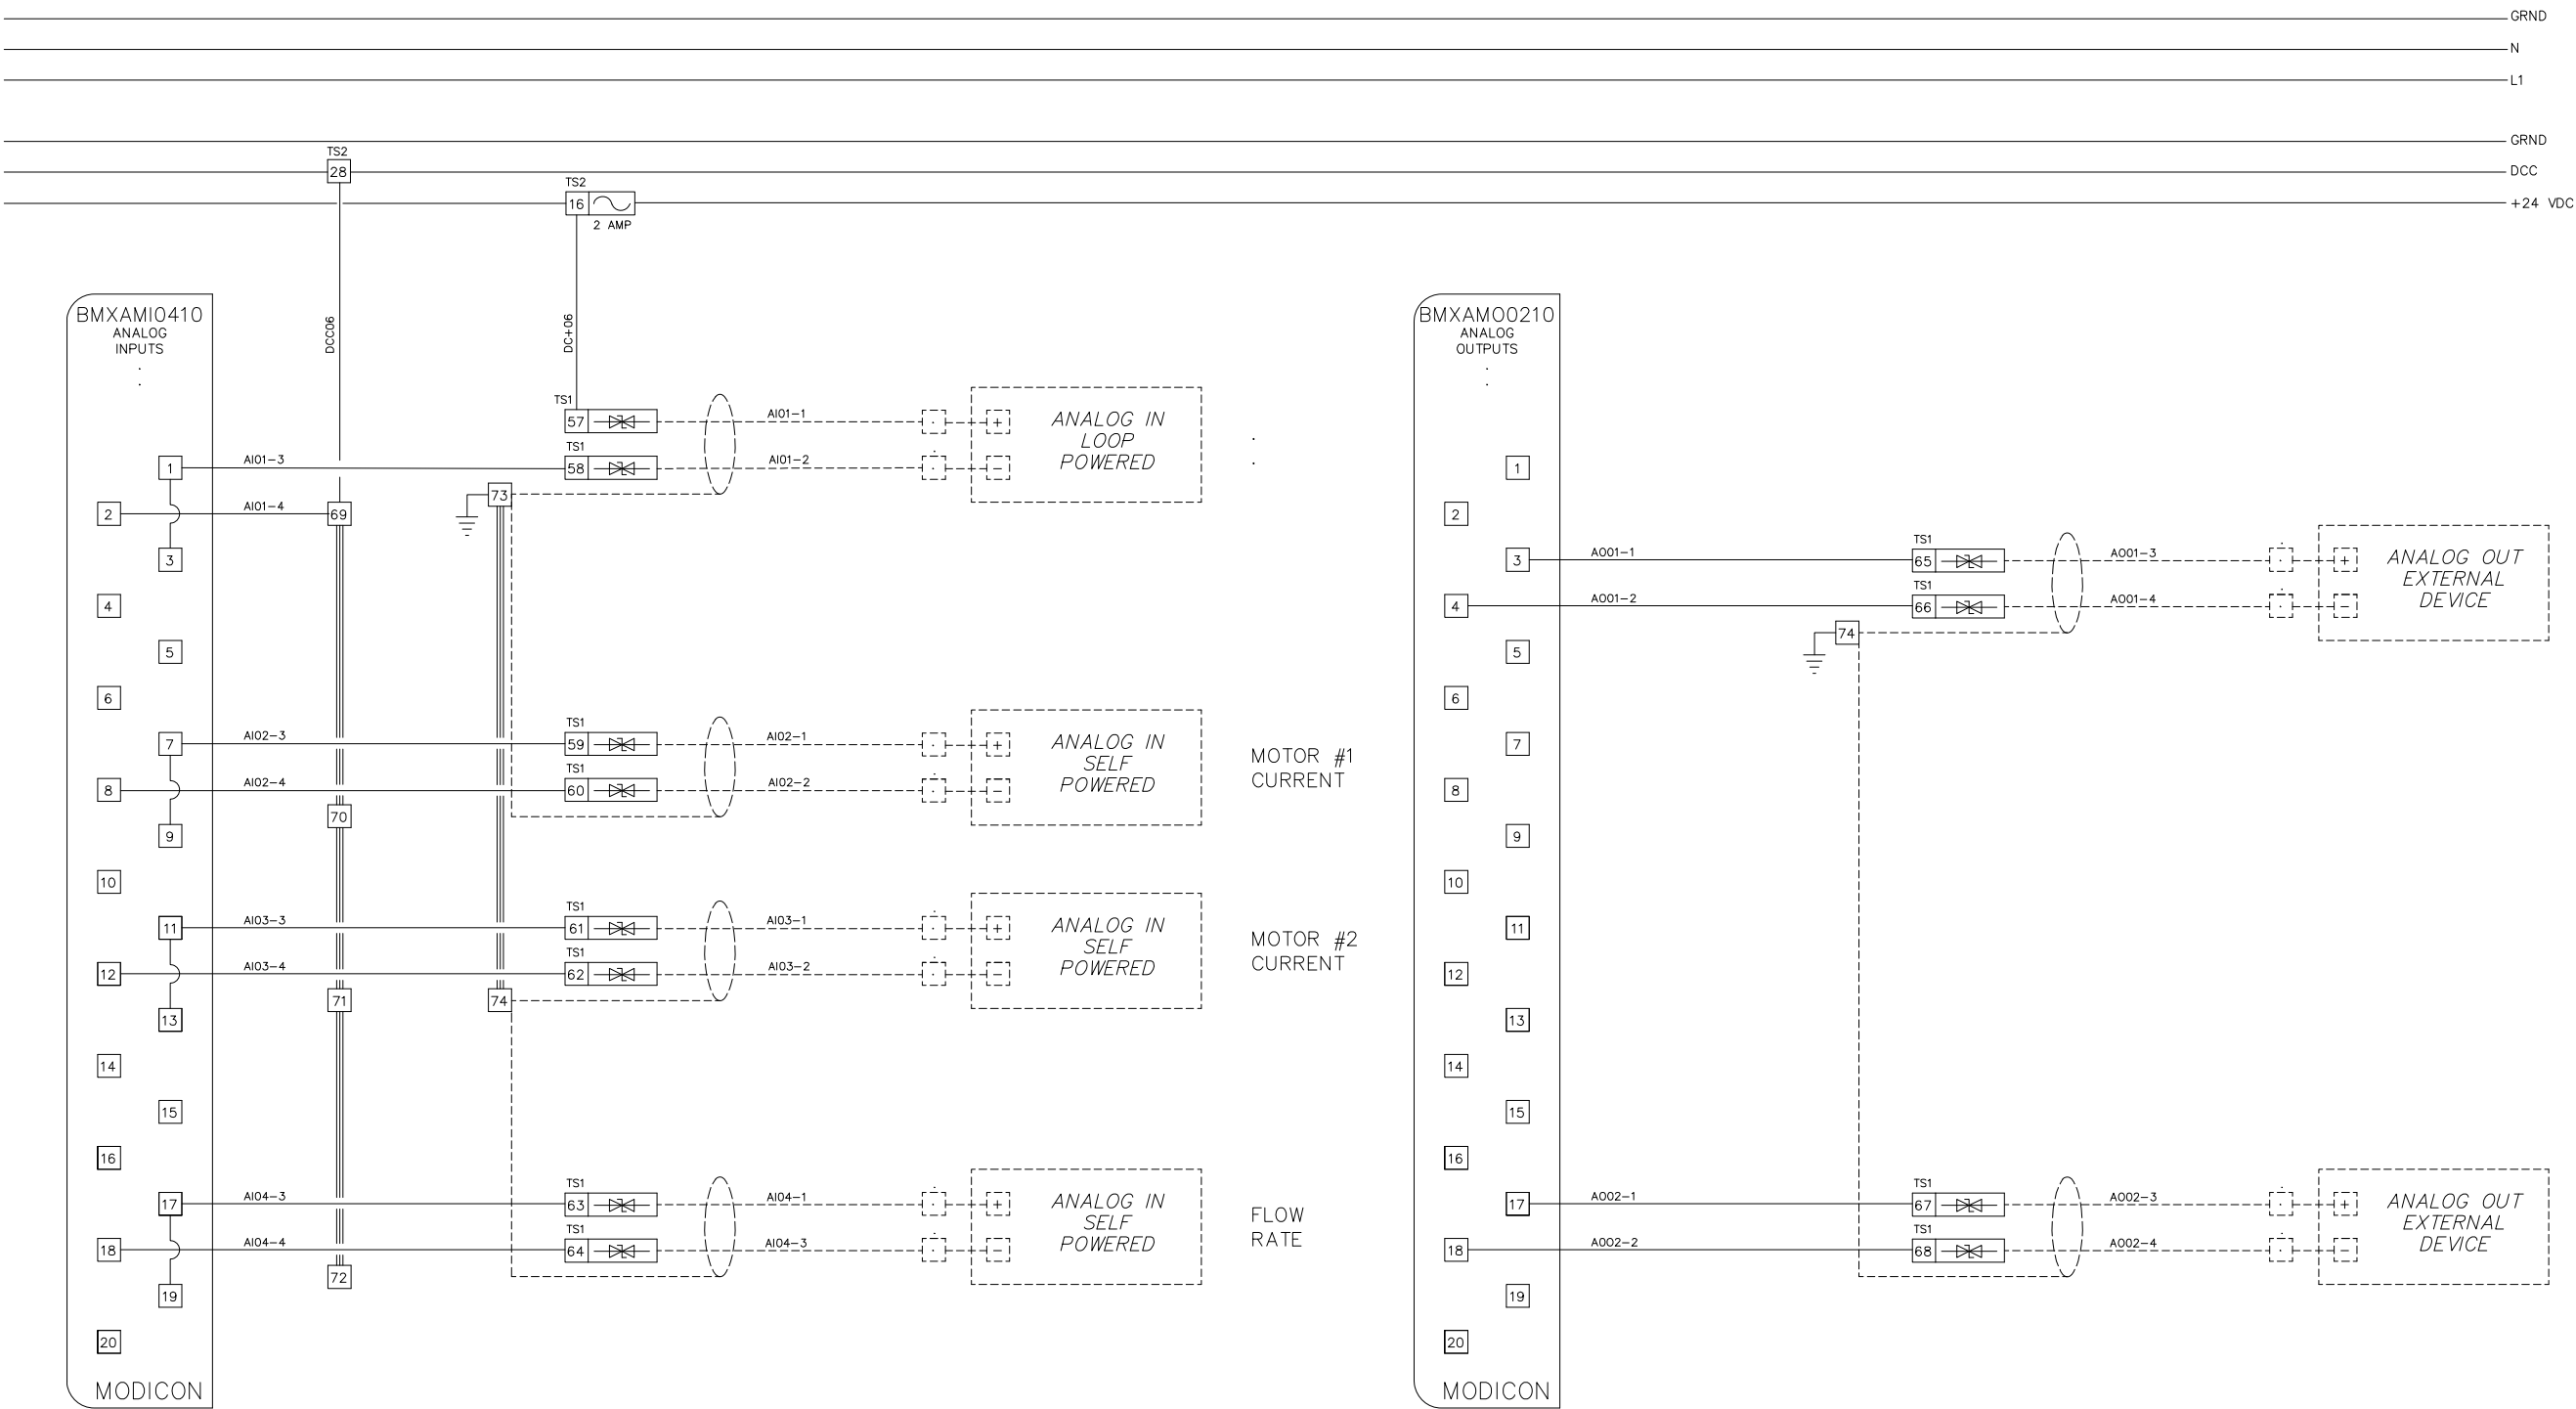 GRND
N
L1
GRND
TS2
28
DCC
TS2
16
+24 VDC
2 AMP
DCC06
DC+06
BMXAMI0410
ANALOG
INPUTS
1
2
3
4
5
6
7
8
9
10
11
12
13
14
15
16
17
18
19
20
MODICON
AI01-3
AI01-4
69
AI02-3
AI02-4
70
AI03-3
AI03-4
71
AI04-3
AI04-4
72
73
74
TS1
57
AI01-1
+
TS1
58
AI01-2
-
ANALOG IN
LOOP
POWERED
TS1
59
AI02-1
+
TS1
60
AI02-2
-
ANALOG IN
SELF
POWERED
MOTOR #1
CURRENT
TS1
61
AI03-1
+
TS1
62
AI03-2
-
ANALOG IN
SELF
POWERED
MOTOR #2
CURRENT
TS1
63
AI04-1
+
TS1
64
AI04-3
-
ANALOG IN
SELF
POWERED
FLOW
RATE
BMXAMO0210
ANALOG
OUTPUTS
1
2
3
4
5
6
7
8
9
10
11
12
13
14
15
16
17
18
19
20
MODICON
AO01-1
TS1
65
AO01-3
+
AO01-2
TS1
66
AO01-4
-
74
ANALOG OUT
EXTERNAL
DEVICE
AO02-1
TS1
67
AO02-3
+
AO02-2
TS1
68
AO02-4
-
ANALOG OUT
EXTERNAL
DEVICE